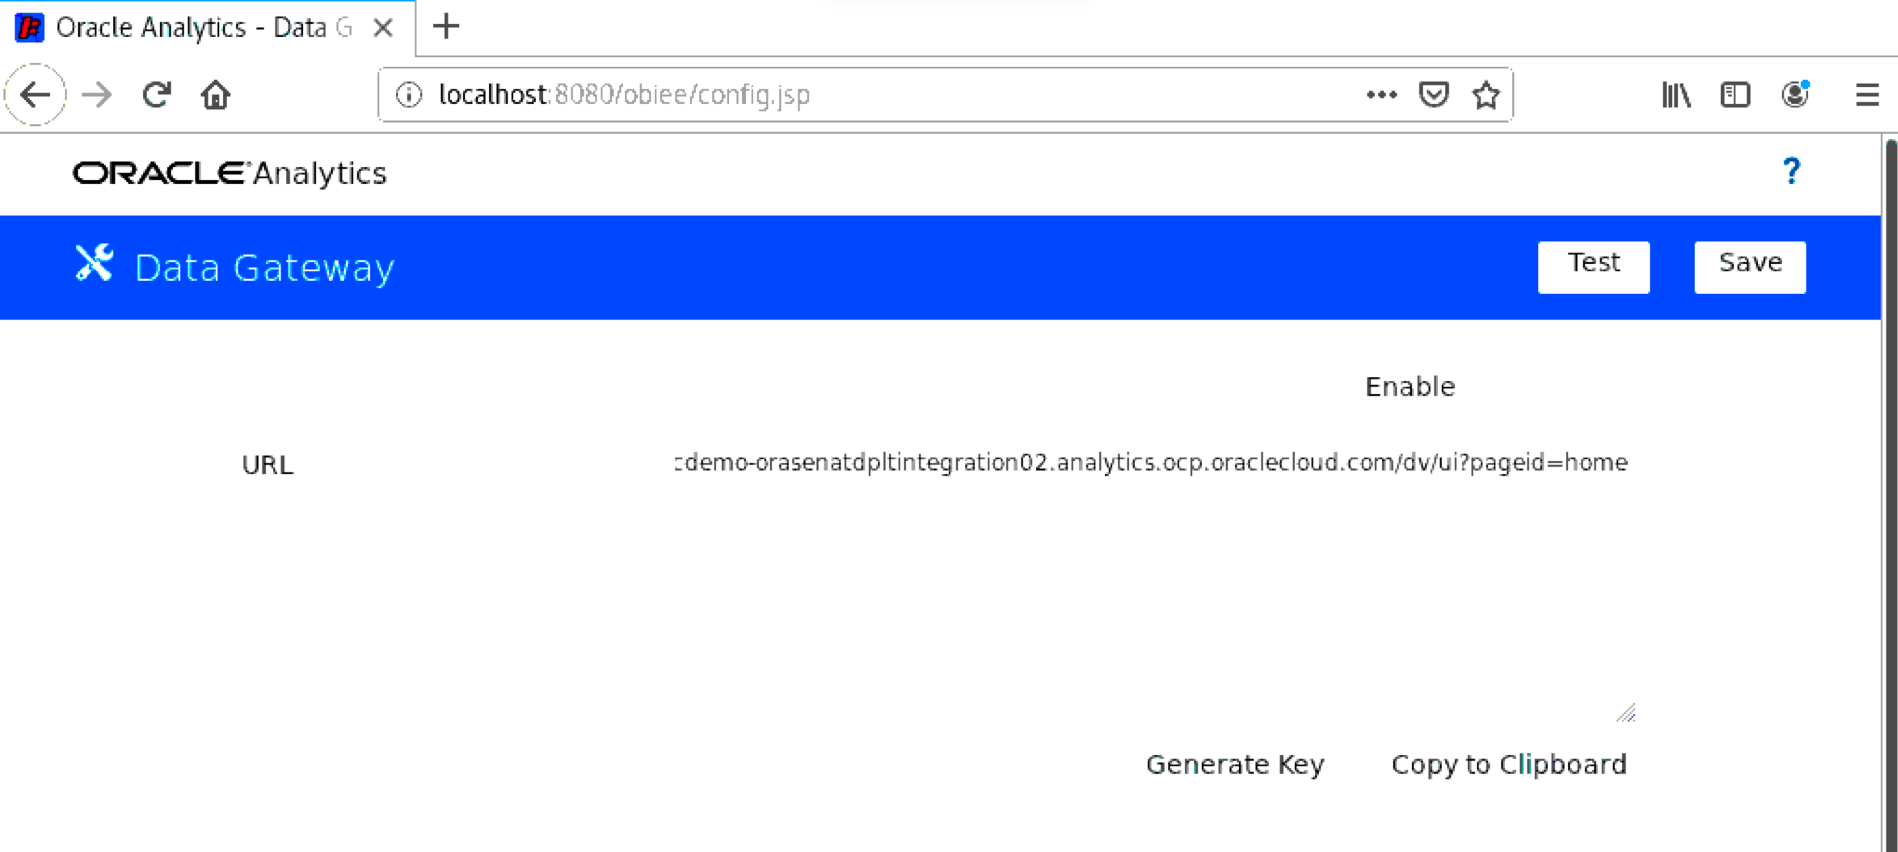 Oracle Analytics - Data G
localhost:8080/obiee/config.jsp
ORACLE Analytics
?
Data Gateway
Test
Save
Enable
URL
cdemo-orasenatdpltintegration02.analytics.ocp.oraclecloud.com/dv/ui?pageid=home
Generate Key
Copy to Clipboard